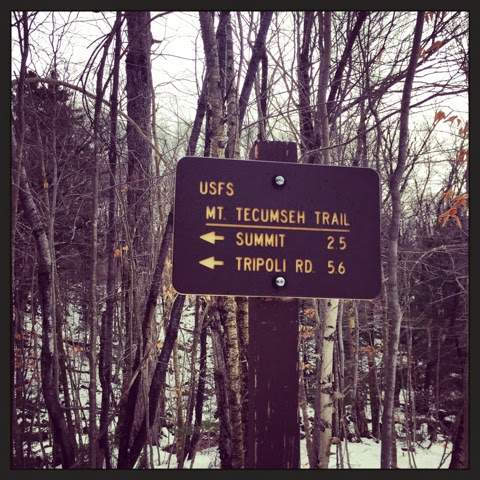 USFS
MT. TECUMSEH TRAIL
SUMMIT 2.5
TRIPOLI RD. 5.6